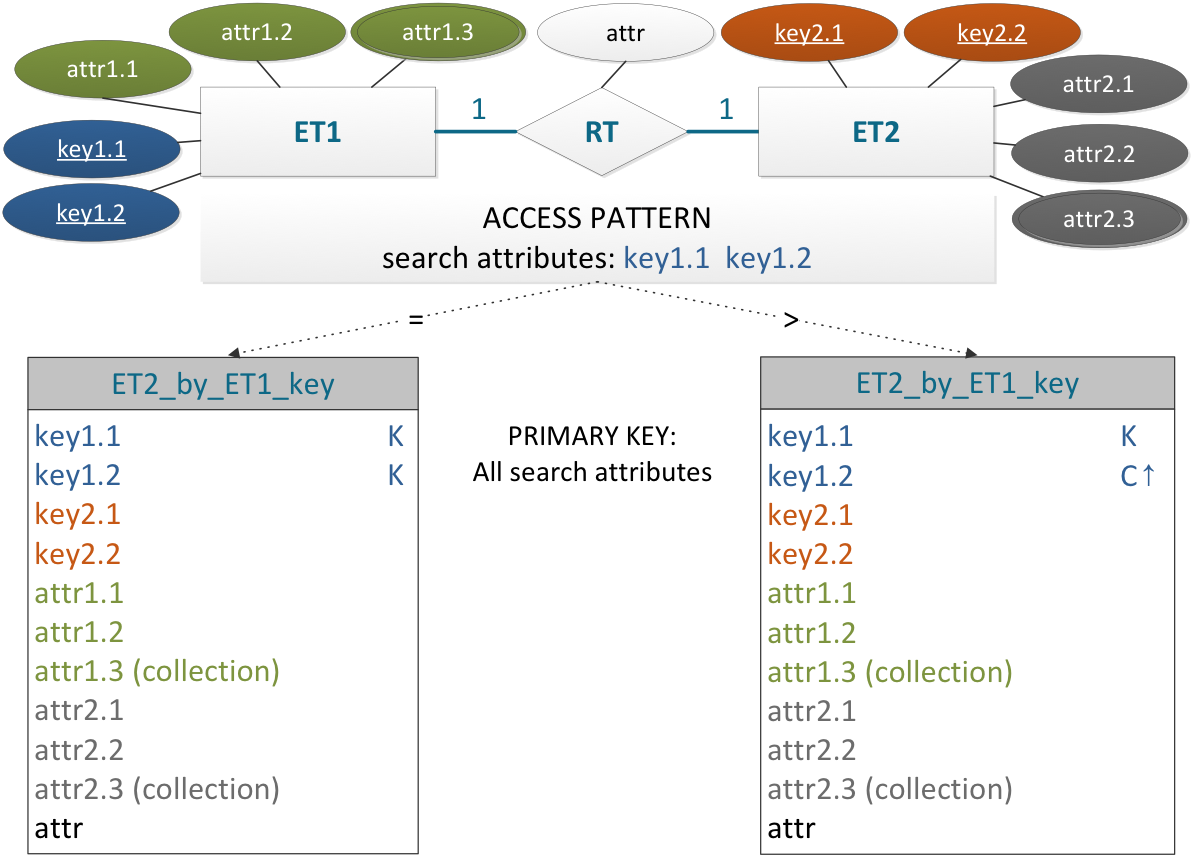 attr1.1
attr1.2
attr1.3
attr
key2.1
key2.2
attr2.1
attr2.2
attr2.3
key1.1
key1.2
ET1
1
RT
1
ET2
ACCESS PATTERN
search attributes: key1.1 key1.2
=
>
ET2_by_ET1_key
key1.1 K
key1.2 K
key2.1
key2.2
attr1.1
attr1.2
attr1.3 (collection)
attr2.1
attr2.2
attr2.3 (collection)
attr
PRIMARY KEY:
All search attributes
ET2_by_ET1_key
key1.1 K
key1.2 C↑
key2.1
key2.2
attr1.1
attr1.2
attr1.3 (collection)
attr2.1
attr2.2
attr2.3 (collection)
attr